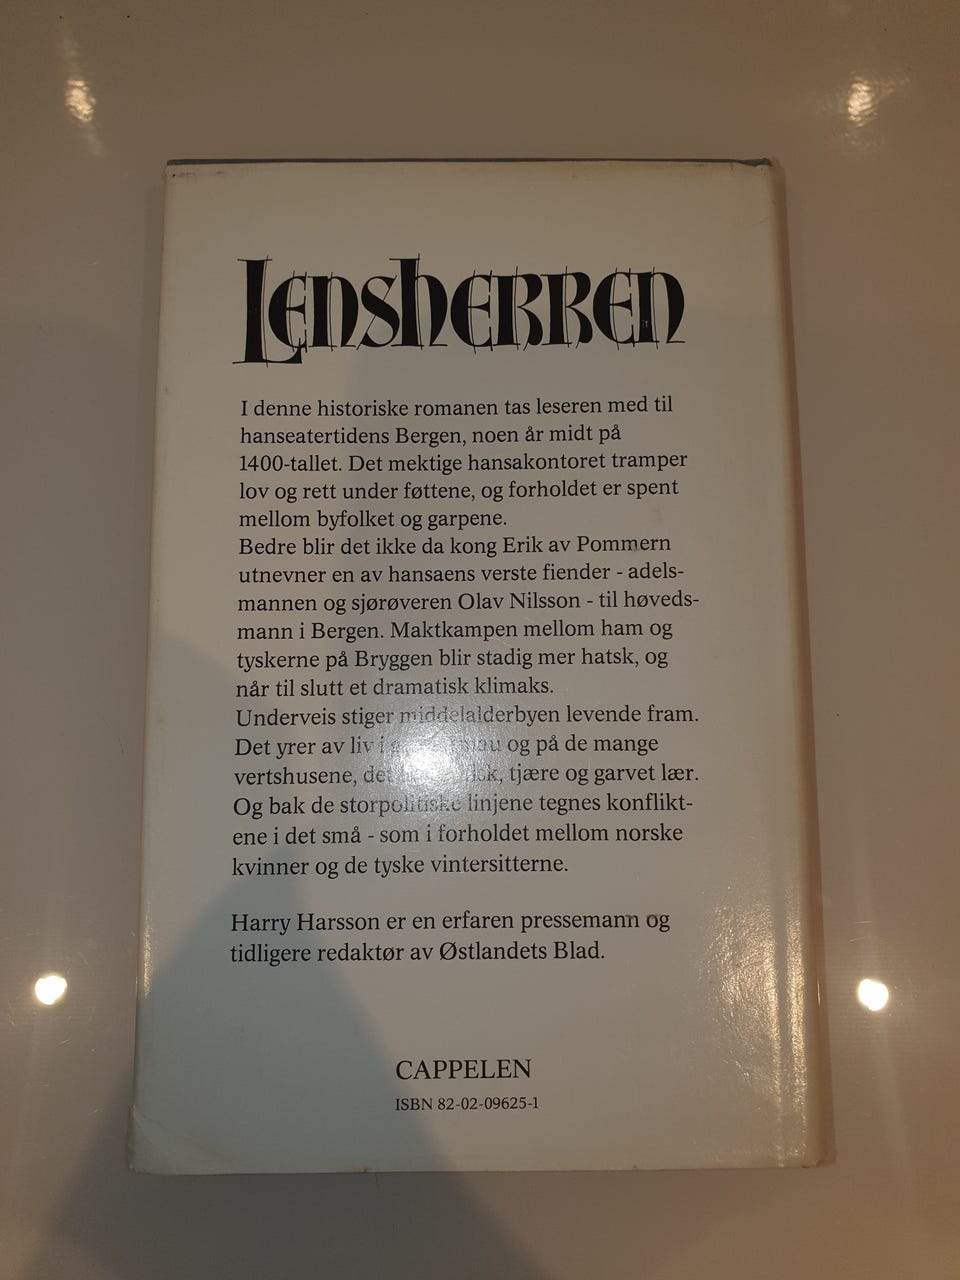 Lensherren
I denne historiske romanen tas leseren med til
hanseatertidens Bergen, noen år midt på
1400-tallet. Det mektige hansakontoret tramper
lov og rett under føttene, og forholdet er spent
mellom byfolket og garpene.
Bedre blir det ikke da kong Erik av Pommern
utnevner en av hansaens verste fiender - adels-
mannen og sjørøveren Olav Nilsson - til høveds-
mann i Bergen. Maktkampen mellom ham og
tyskerne på Bryggen blir stadig mer hatsk, og
når til slutt et dramatisk klimaks.
Underveis stiger middelalderbyen levende fram.
Det yrer av liv i og på de mange
vertshusene, tjære og garvet lær.
Og bak de storpolitiske linjene tegnes konflikt-
ene i det små - som i forholdet mellom norske
kvinner og de tyske vintersitterne.
Harry Harsson er en erfaren pressemann og
tidligere redaktør av Østlandets Blad.
CAPPELEN
ISBN 82-02-09625-1